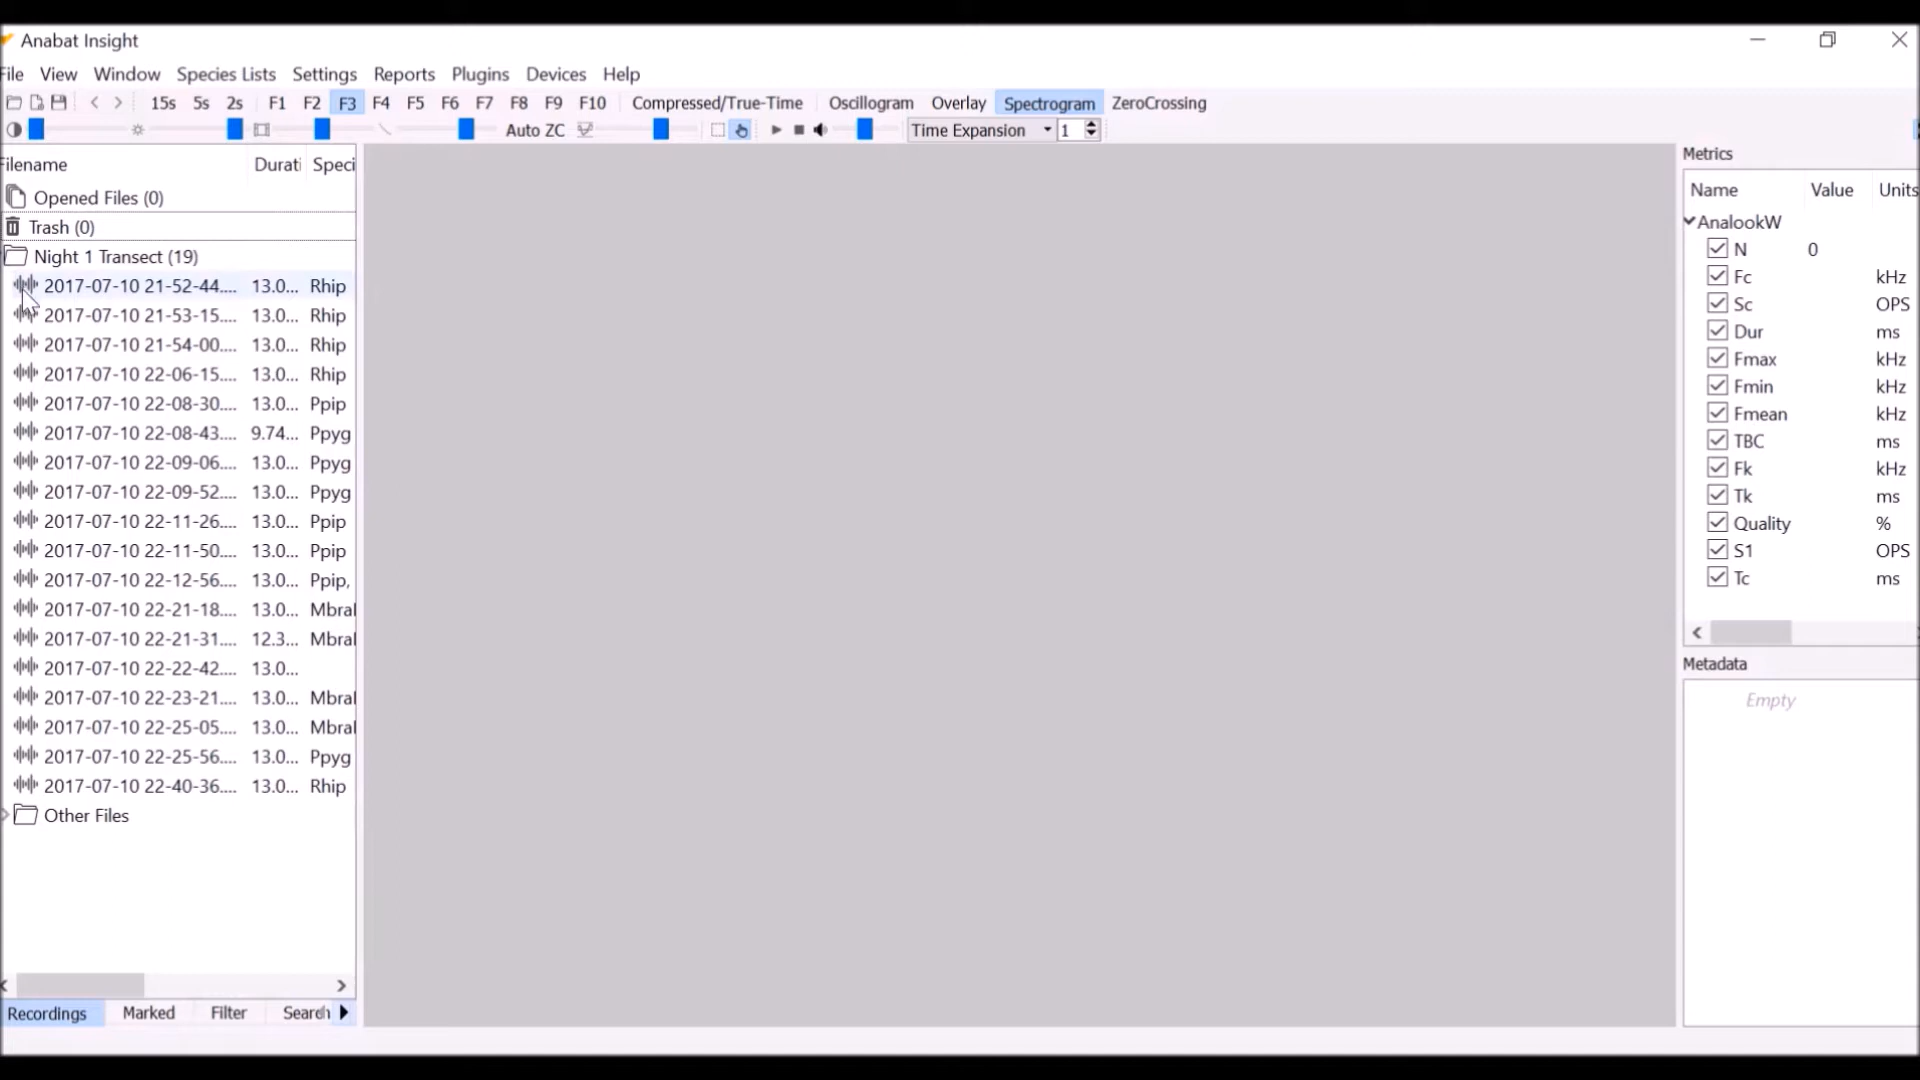 Anabat Insight
File View Window Species Lists Settings Reports Plugins Devices Help
15s 5s 2s F1 F2 F3 F4 F5 F6 F7 F8 F9 F10 Compressed/True-Time Oscillogram Overlay Spectrogram ZeroCrossing
Auto ZC Time Expansion 1
Filename Durati Speci
Opened Files (0)
Trash (0)
Night 1 Transect (19)
2017-07-10 21-52-44.... 13.0... Rhip
2017-07-10 21-53-15.... 13.0... Rhip
2017-07-10 21-54-00.... 13.0... Rhip
2017-07-10 22-06-15.... 13.0... Rhip
2017-07-10 22-08-30.... 13.0... Ppip
2017-07-10 22-08-43.... 9.74... Ppyg
2017-07-10 22-09-06.... 13.0... Ppyg
2017-07-10 22-09-52.... 13.0... Ppyg
2017-07-10 22-11-26.... 13.0... Ppip
2017-07-10 22-11-50.... 13.0... Ppip
2017-07-10 22-12-56.... 13.0... Ppip,
2017-07-10 22-21-18.... 13.0... Mbra
2017-07-10 22-21-31.... 12.3... Mbra
2017-07-10 22-22-42.... 13.0...
2017-07-10 22-23-21.... 13.0... Mbra
2017-07-10 22-25-05.... 13.0... Mbra
2017-07-10 22-25-56.... 13.0... Ppyg
2017-07-10 22-40-36.... 13.0... Rhip
Other Files
Recordings Marked Filter Search
Metrics
Name Value Units
AnalookW
N 0
Fc kHz
Sc OPS
Dur ms
Fmax kHz
Fmin kHz
Fmean kHz
TBC ms
Fk kHz
Tk ms
Quality %
S1 OPS
Tc ms
Metadata
Empty